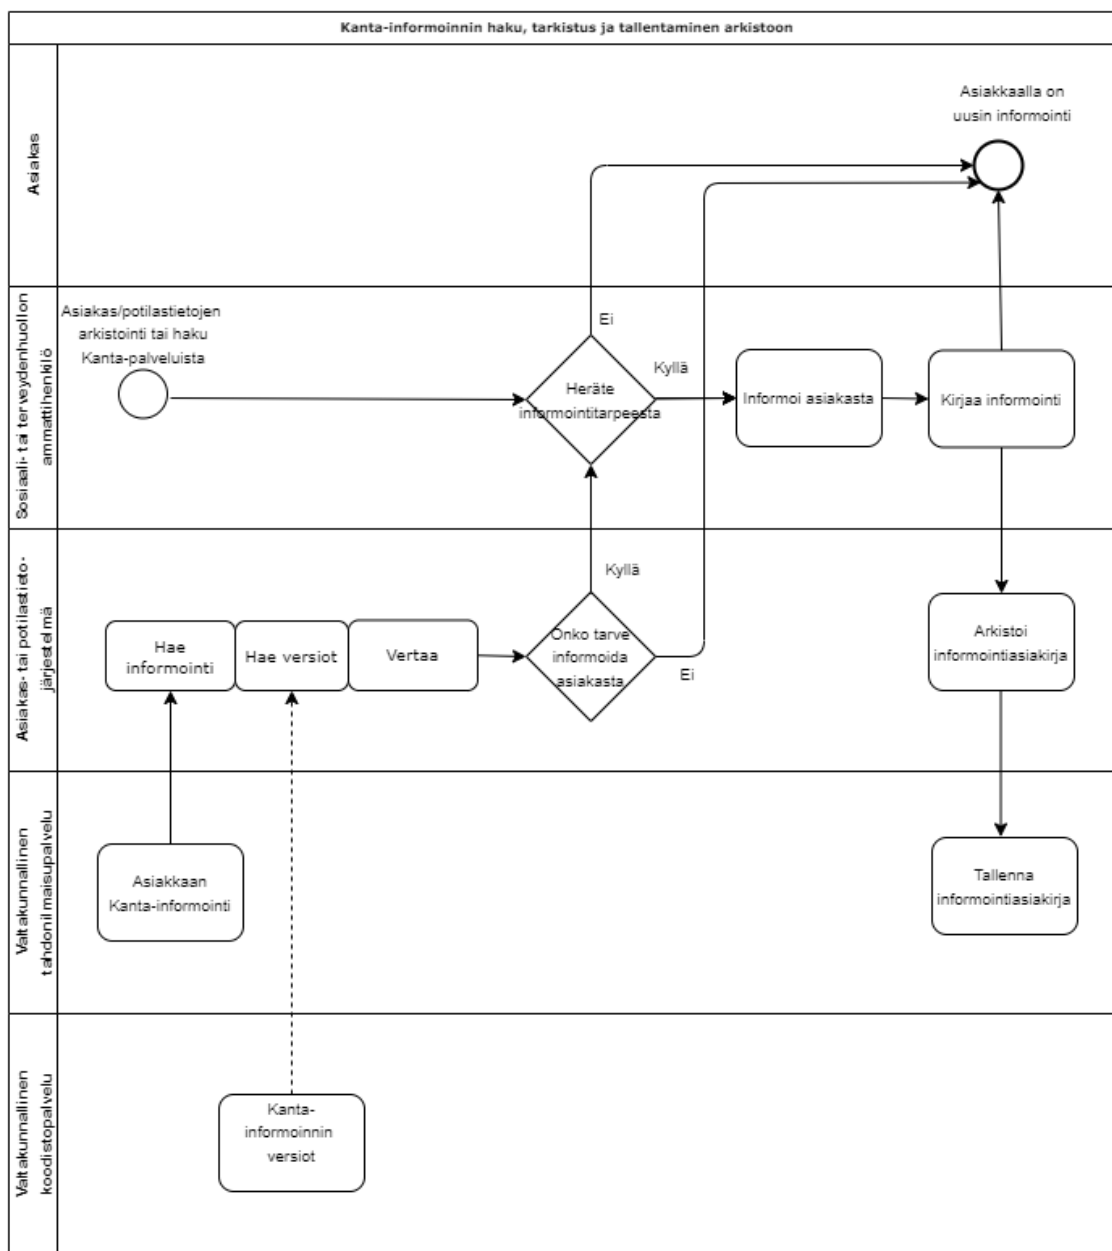 Kanta-informoinnin haku, tarkistus ja tallentaminen arkistoon
Asiakas
Asiakkaalla on
uusin informointi
Sosiaali- tai terveydenhuollon
ammattihenkilö
Asiakas/potilastietojen
arkistointi tai haku
Kanta-palveluista
Ei
Heräte
informointitarpeesta
Kyllä
Informoi asiakasta
Kirjaa informointi
Asiakas- tai potilastieto-
järjestelmä
Hae
informointi
Hae versiot
Vertaa
Kyllä
Onko tarve
informoida
asiakasta
Ei
Arkistoi
informointiasiakirja
Valtakunnallinen
tahdonilmaisupalvelu
Asiakkaan
Kanta-informointi
Tallenna
informointiasiakirja
Valtakunnallinen
koodistopalvelu
Kanta-
informoinnin
versiot